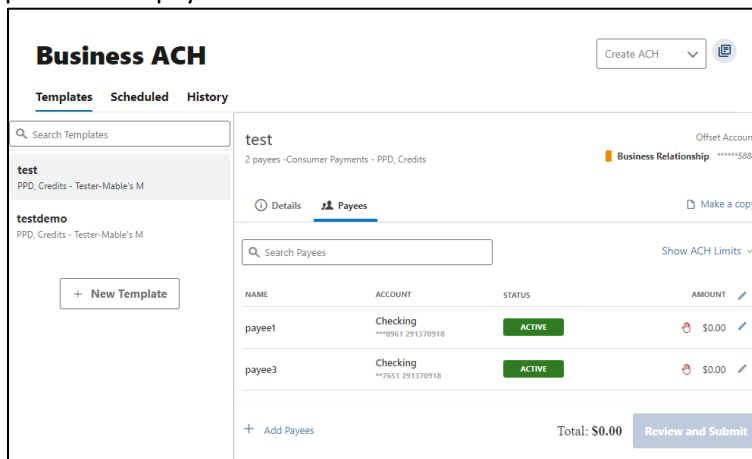 Business ACH
Create ACH
Templates Scheduled History
Search Templates
test
PPD, Credits - Tester-Mable's M
testdemo
PPD, Credits - Tester-Mable's M
+ New Template
test
2 payees -Consumer Payments - PPD, Credits
Offset Accoun
Business Relationship ******588
Details Payees
Make a copy
Search Payees
Show ACH Limits
NAME ACCOUNT STATUS AMOUNT
payee1 Checking ACTIVE $0.00
***8961 291370918
payee3 Checking ACTIVE $0.00
**7651 291370918
+ Add Payees
Total: $0.00 Review and Submit